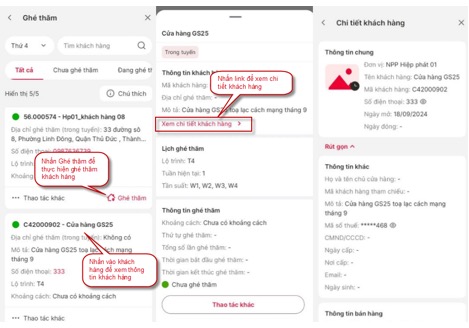 Ghé thăm
Thứ 4
Tìm khách hàng
Tất cả
Chưa ghé thăm
Đang ghé th
Hiển thị 5/5
Chú thích
56.000574 - Hp01_khách hàng 08
Địa chỉ ghé thăm (trong tuyến): 33 đường số
8, Phường Linh Đông, Quận Thủ Đức , Thành...
Số điện thoại: 0967636739
Lộ trình
Khoảng
Nhấn Ghé thăm để
thực hiện ghé thăm
khách hàng
Thao tác khác
Ghé thăm
C42000902 - Cửa hàng GS25
Địa chỉ ghé thăm (trong tuyến): Không có
Mô tả: Cửa hàng GS25 toạ lạc cách mạng
tháng 9
Số điện thoại: 333
Lộ trình: T4
Khoảng cách: Chưa có khoảng cách
Nhấn vào khách
hàng để xem thông
tin khách hàng
Thao tác khác
Cửa hàng GS25
Trong tuyến
Thông tin khách h
Mã khách hàng:
Địa chỉ ghé thăm: -
Mô tả: Cửa hàng GS25 toạ lạc cách mạng tháng 9
Nhấn link để xem chi
tiết khách hàng
Xem chi tiết khách hàng
Lịch ghé thăm
Lộ trình: T4
Tuần hiện tại: 1
Tần suất: W1, W2, W3, W4
Thông tin ghé thăm
Khoảng cách: Chưa có khoảng cách
Thứ tự ghé thăm: -
Tổng số lần ghé thăm: -
Thời gian bắt đầu ghé thăm: -
Thời gian kết thúc ghé thăm: -
Chưa ghé thăm
Thao tác khác
Chi tiết khách hàng
Thông tin chung
Đơn vị: NPP Hiệp phát 01
Tên khách hàng: Cửa hàng GS25
Mã khách hàng: C42000902
Số điện thoại: 333
Ngày mở: 18/09/2024
Ngày đóng: -
Rút gọn
Thông tin khác
Họ và tên chủ cửa hàng: -
Mã khách hàng tham chiếu: -
Mô tả: Cửa hàng GS25 toạ lạc cách mạng
tháng 9
Mã số thuế: *****468
CMND/CCCD: -
Ngày cấp: -
Nơi cấp: -
Email: -
Ngày sinh: -
Thông tin bán hàng